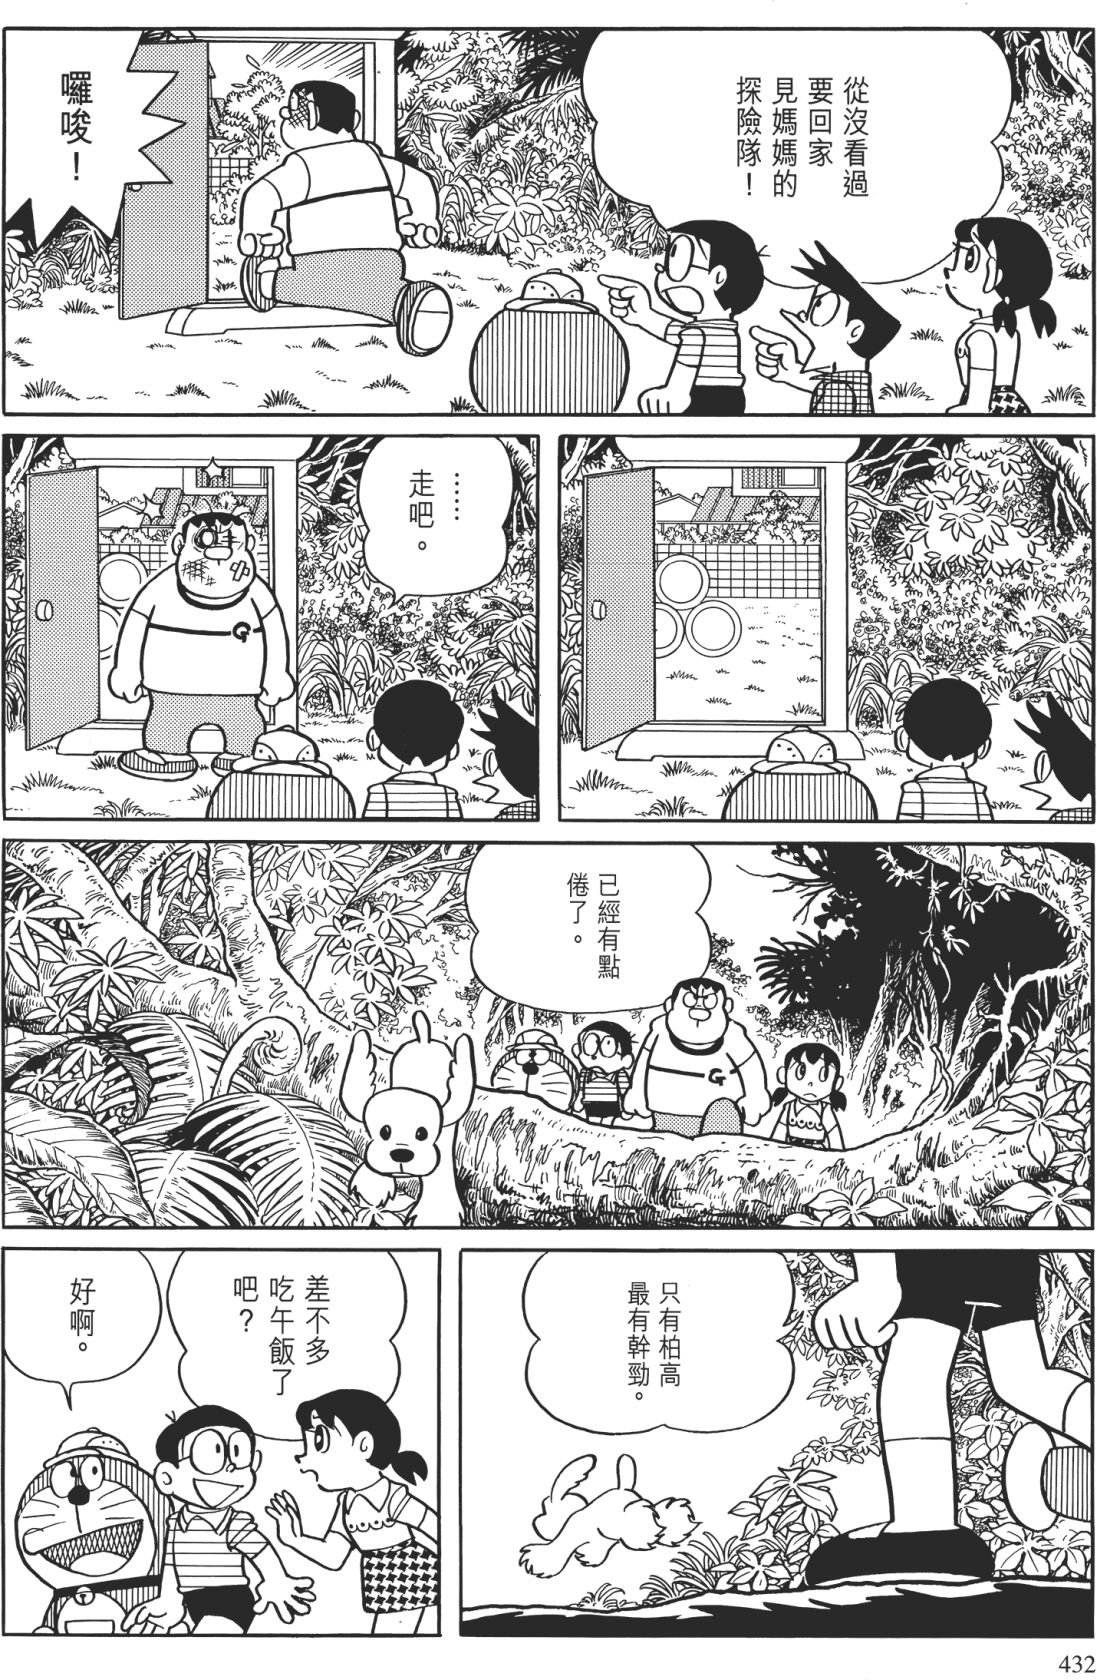 從沒看過
要回家
見媽媽的
探險隊！
囉唆！
……
走吧。
已經有點
倦了。
只有柏高
最有幹勁。
差不多
吃午飯了
吧？
好啊。
G
G
432